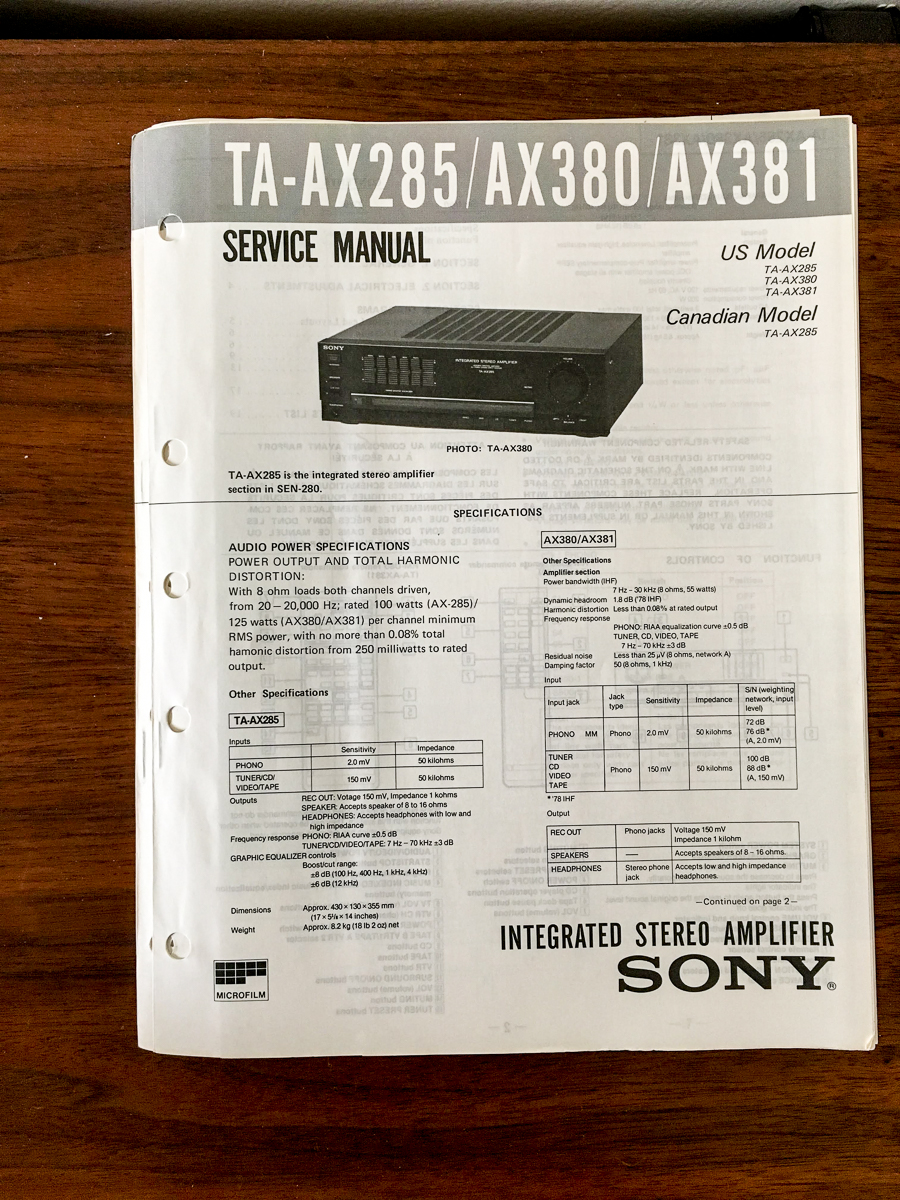 TA-AX285/AX380/AX381
SERVICE MANUAL
US Model
TA-AX285
TA-AX380
TA-AX381
Canadian Model
TA-AX285
SONY
INTEGRATED STEREO AMPLIFIER
PHOTO: TA-AX380
TA-AX285 is the integrated stereo amplifier
section in SEN-280.
SPECIFICATIONS
AUDIO POWER SPECIFICATIONS
POWER OUTPUT AND TOTAL HARMONIC
DISTORTION:
With 8 ohm loads both channels driven,
from 20 – 20,000 Hz; rated 100 watts (AX-285)/
125 watts (AX380/AX381) per channel minimum
RMS power, with no more than 0.08% total
hamonic distortion from 250 milliwatts to rated
output.
Other Specifications
TA-AX285
Inputs
Sensitivity Impedance
PHONO 2.0 mV 50 kilohms
TUNER/CD/
VIDEO/TAPE 150 mV 50 kilohms
Outputs REC OUT: Votage 150 mV, Impedance 1 kohms
SPEAKER: Accepts speaker of 8 to 16 ohms
HEADPHONES: Accepts headphones with low and
high impedance
Frequency response PHONO: RIAA curve ±0.5 dB
TUNER/CD/VIDEO/TAPE: 7 Hz – 70 kHz ±3 dB
GRAPHIC EQUALIZER controls
Boost/cut range:
±8 dB (100 Hz, 400 Hz, 1 kHz, 4 kHz)
±6 dB (12 kHz)
Dimensions Approx. 430 × 130 × 355 mm
(17 × 5⅛ × 14 inches)
Weight Approx. 8.2 kg (18 lb 2 oz) net
MICROFILM
AX380/AX381
Other Specifications
Amplifier section
Power bandwidth (IHF)
7 Hz – 30 kHz (8 ohms, 55 watts)
Dynamic headroom 1.8 dB ('78 IHF)
Harmonic distortion Less than 0.08% at rated output
Frequency response
PHONO: RIAA equalization curve ±0.5 dB
TUNER, CD, VIDEO, TAPE
7 Hz – 70 kHz ±3 dB
Residual noise Less than 25 μV (8 ohms, network A)
Damping factor 50 (8 ohms, 1 kHz)
Input
Input jack Jack type Sensitivity Impedance S/N (weighting network, input level)
PHONO MM Phono 2.0 mV 50 kilohms 72 dB 76 dB* (A, 2.0 mV)
TUNER
CD
VIDEO
TAPE Phono 150 mV 50 kilohms 100 dB 88 dB* (A, 150 mV)
*'78 IHF
Output
REC OUT Phono jacks Voltage 150 mV
Impedance 1 kilohm
SPEAKERS — Accepts speakers of 8 – 16 ohms.
HEADPHONES Stereo phone jack Accepts low and high impedance headphones.
—Continued on page 2—
INTEGRATED STEREO AMPLIFIER
SONY®